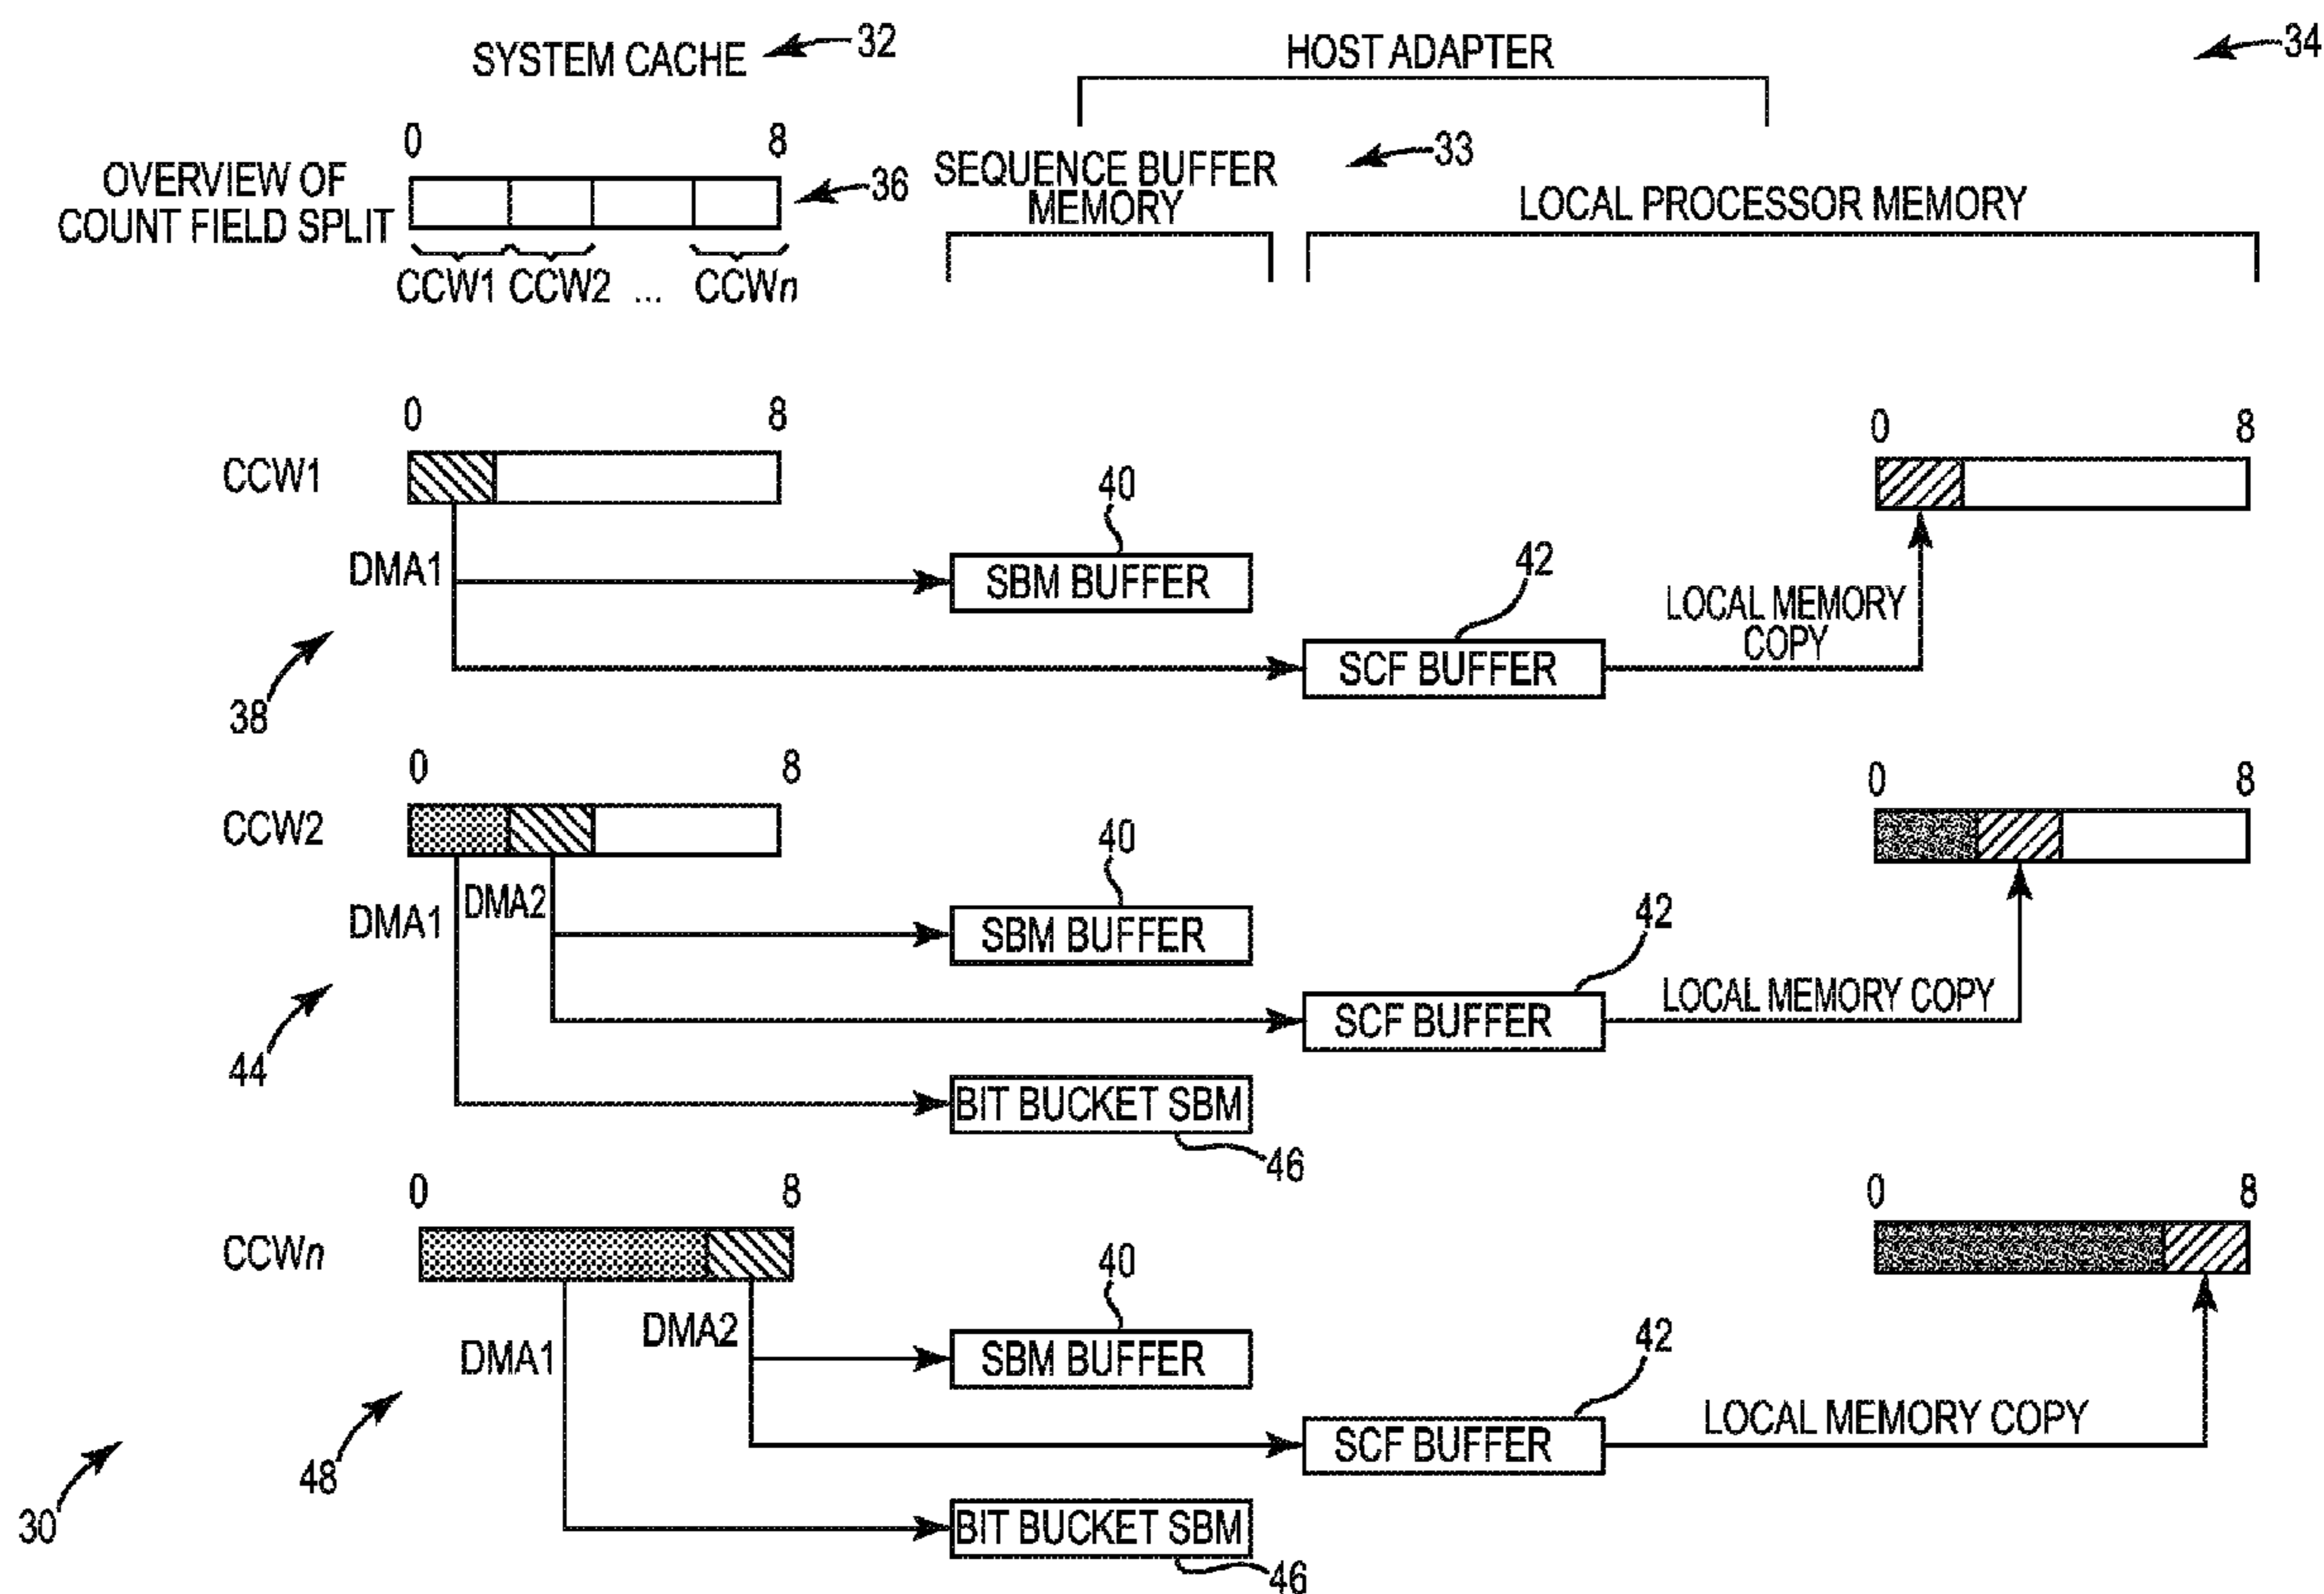 SYSTEM CACHE 32 HOST ADAPTER 34
0 8
OVERVIEW OF
COUNT FIELD SPLIT
36
CCW1 CCW2 ... CCWn
SEQUENCE BUFFER
MEMORY
33
LOCAL PROCESSOR MEMORY
0 8
CCW1
DMA1
38
40
SBM BUFFER
42
SCF BUFFER
LOCAL MEMORY
COPY
0 8
0 8
CCW2
DMA1 DMA2
44
40
SBM BUFFER
42
SCF BUFFER
LOCAL MEMORY COPY
0 8
BIT BUCKET SBM
46
0 8
CCWn
DMA1 DMA2
48
40
SBM BUFFER
42
SCF BUFFER
LOCAL MEMORY COPY
0 8
BIT BUCKET SBM
46
30